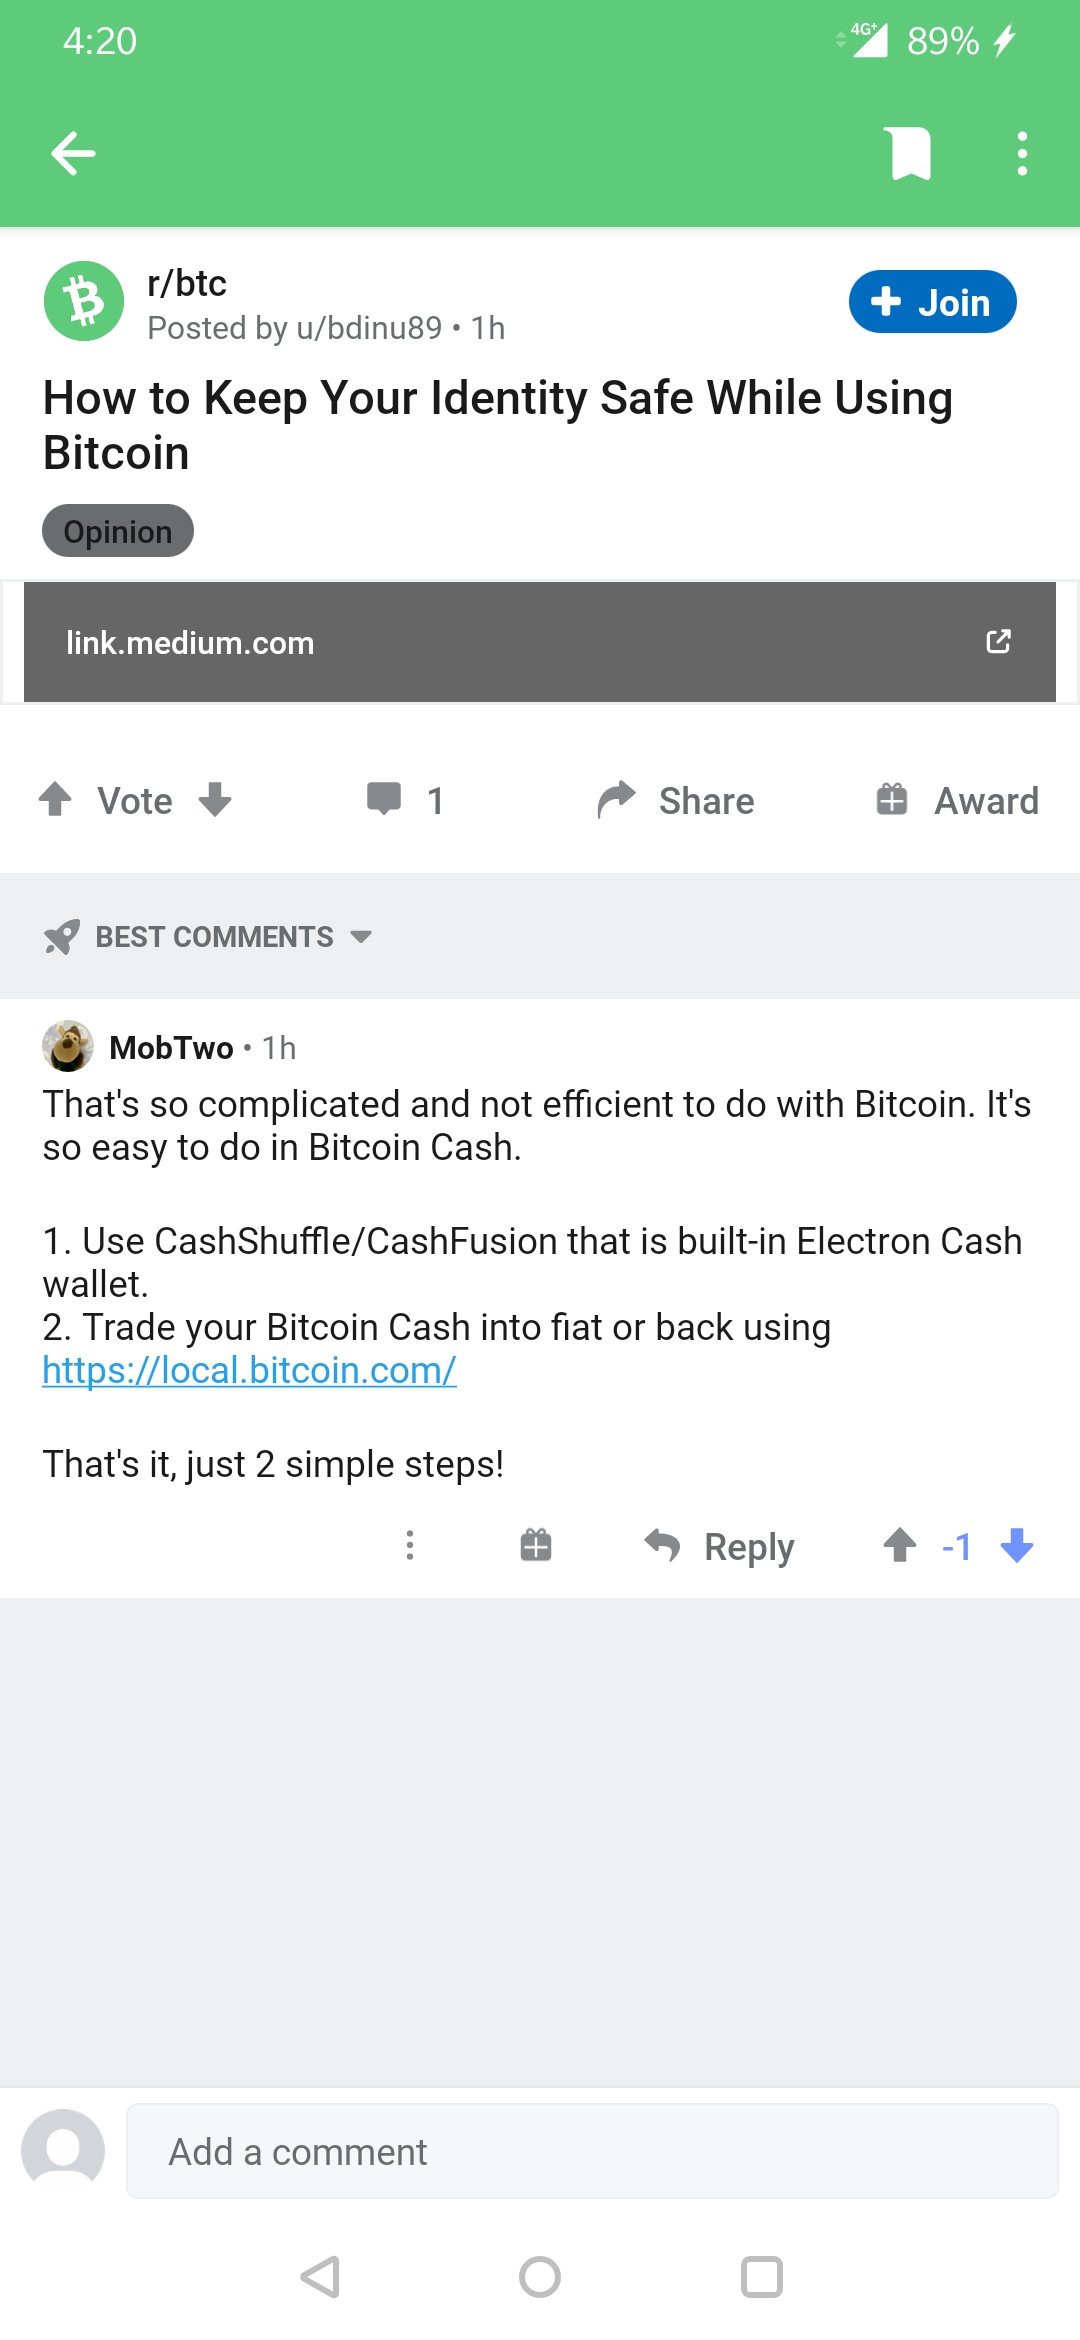 4:20
4G+ 89%
r/btc
Posted by u/bdinu89 • 1h
Join
How to Keep Your Identity Safe While Using
Bitcoin
Opinion
link.medium.com
Vote
1
Share
Award
BEST COMMENTS
MobTwo • 1h
That's so complicated and not efficient to do with Bitcoin. It's
so easy to do in Bitcoin Cash.
1. Use CashShuffle/CashFusion that is built-in Electron Cash
wallet.
2. Trade your Bitcoin Cash into fiat or back using
https://local.bitcoin.com/
That's it, just 2 simple steps!
Reply
-1
Add a comment